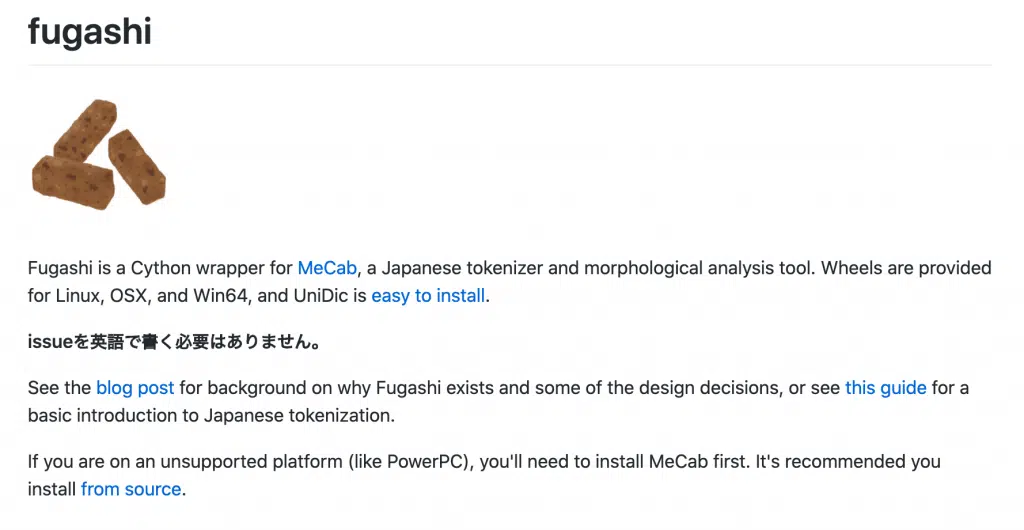 fugashi
Fugashi is a Cython wrapper for MeCab, a Japanese tokenizer and morphological analysis tool. Wheels are provided
for Linux, OSX, and Win64, and UniDic is easy to install.
issueを英語で書く必要はありません。
See the blog post for background on why Fugashi exists and some of the design decisions, or see this guide for a
basic introduction to Japanese tokenization.
If you are on an unsupported platform (like PowerPC), you'll need to install MeCab first. It's recommended you
install from source.